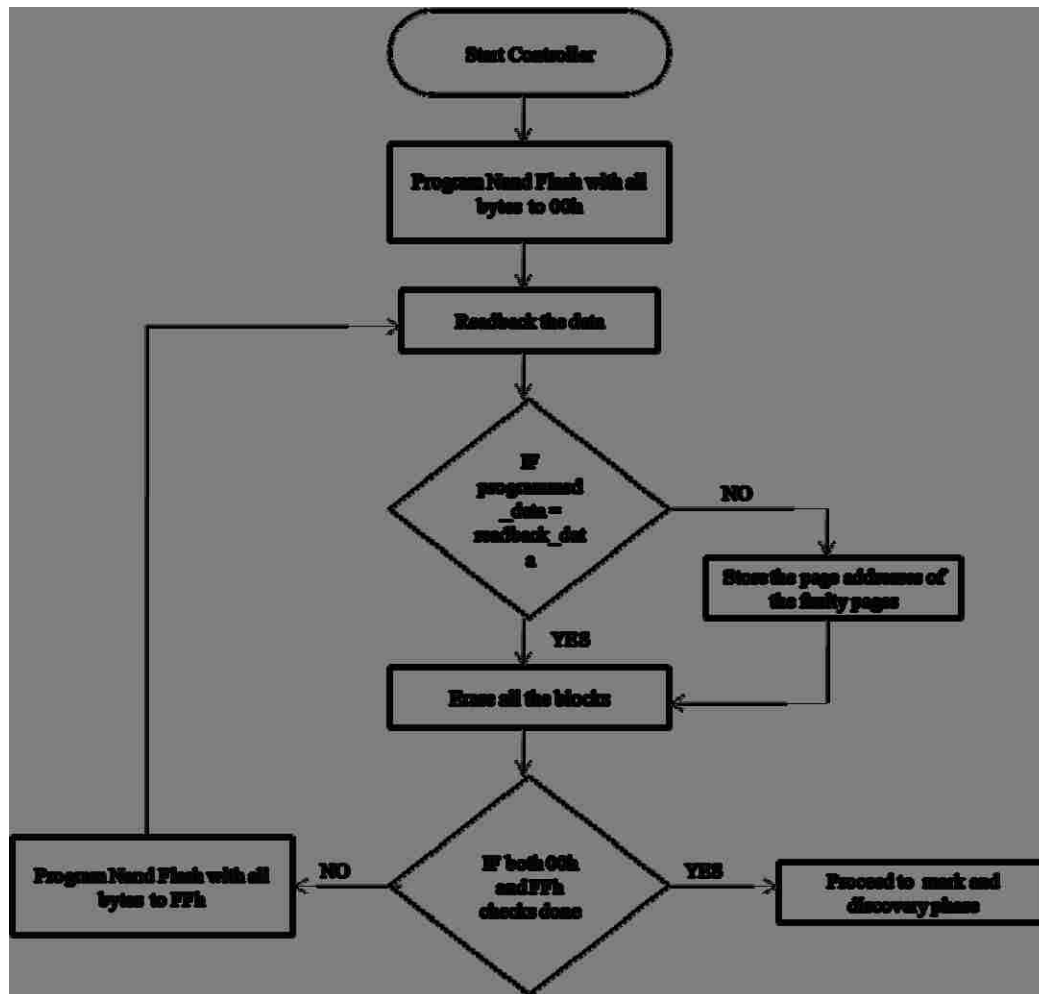 Start Controller
Program Nand Flash with all
bytes to 00h
Readback the data
IF
programmed
_data =
readback_dat
a
NO
Store the page addresses of
the faulty pages
YES
Erase all the blocks
IF both 00h
and FFh
checks done
NO
YES
Program Nand Flash with all
bytes to FFh
Proceed to mark and
discovery phase